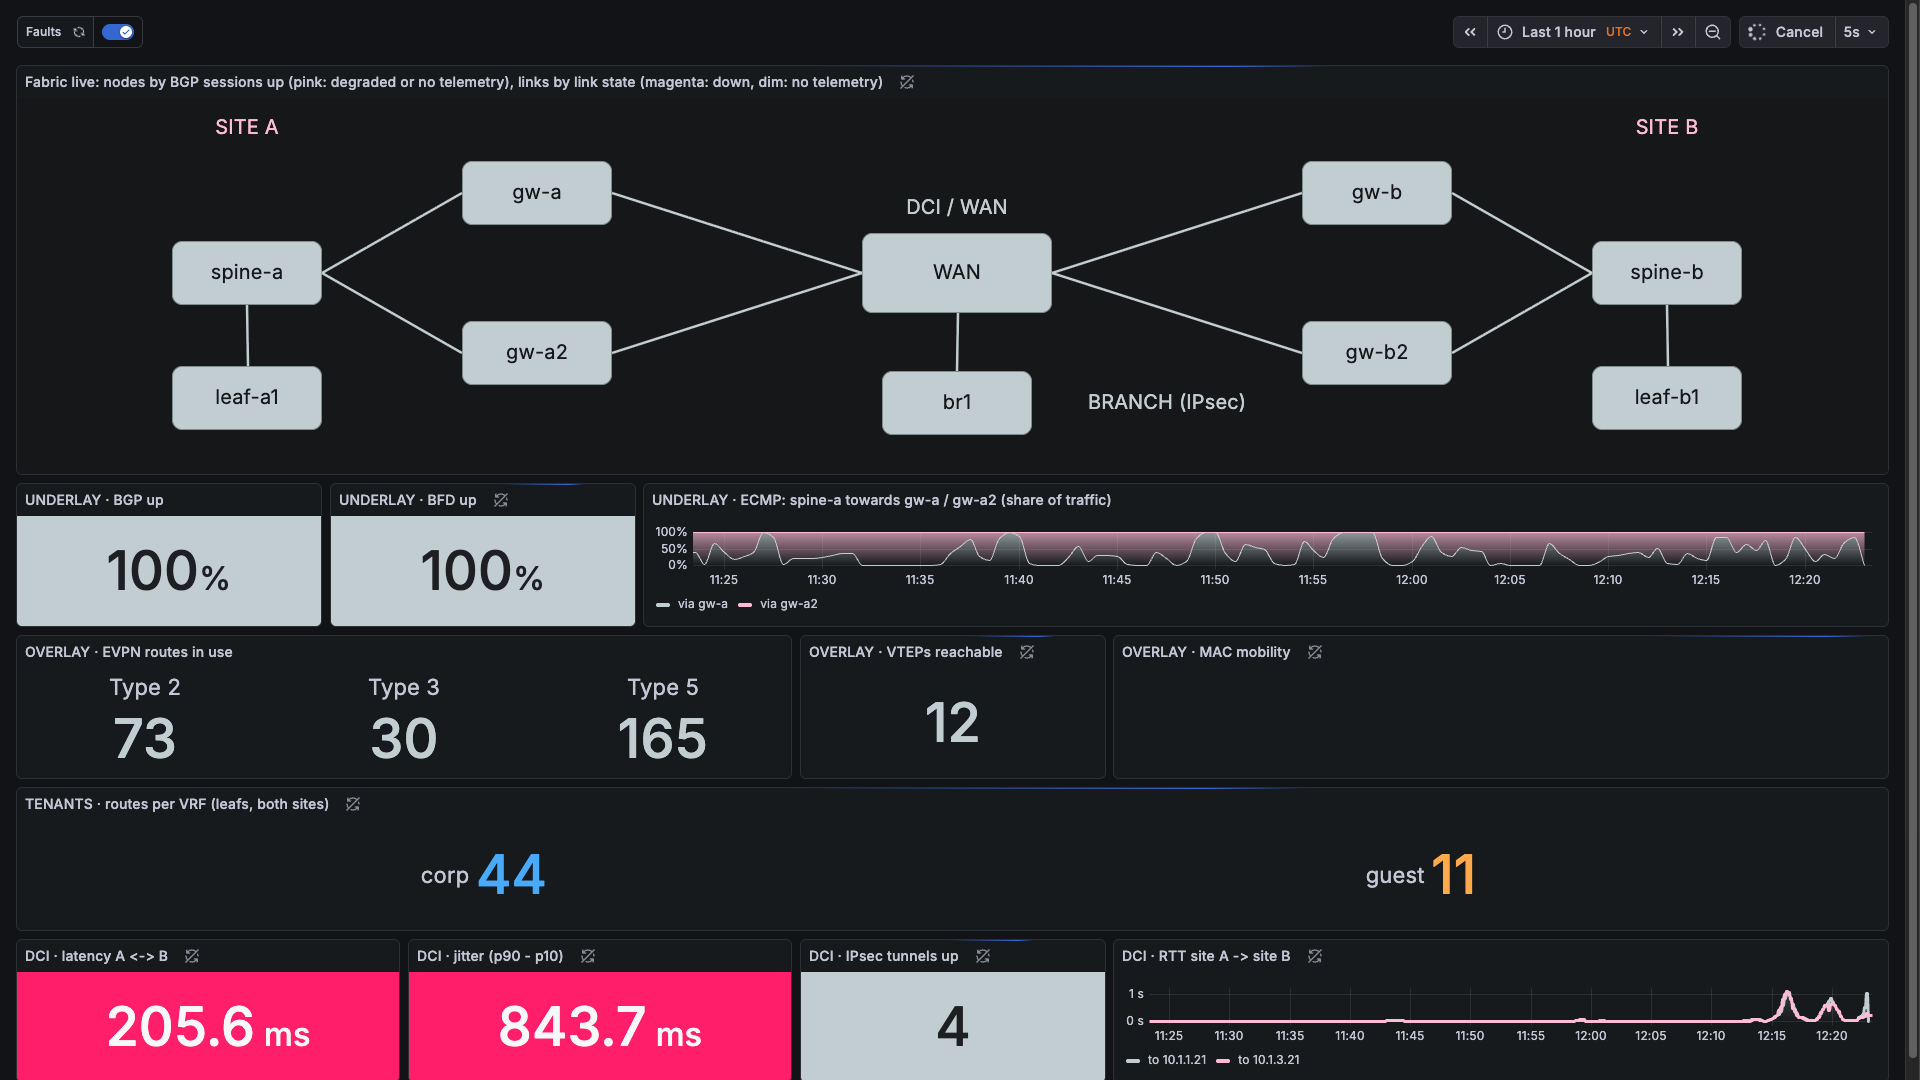 Faults
Last 1 hour UTC
Cancel
5s
Fabric live: nodes by BGP sessions up (pink: degraded or no telemetry), links by link state (magenta: down, dim: no telemetry)
SITE A
SITE B
gw-a
gw-b
DCI / WAN
spine-a
WAN
spine-b
gw-a2
gw-b2
leaf-a1
br1
BRANCH (IPsec)
leaf-b1
UNDERLAY · BGP up
100%
UNDERLAY · BFD up
100%
UNDERLAY · ECMP: spine-a towards gw-a / gw-a2 (share of traffic)
100%
50%
0%
11:25 11:30 11:35 11:40 11:45 11:50 11:55 12:00 12:05 12:10 12:15 12:20
via gw-a via gw-a2
OVERLAY · EVPN routes in use
Type 2 Type 3 Type 5
73 30 165
OVERLAY · VTEPs reachable
12
OVERLAY · MAC mobility
TENANTS · routes per VRF (leafs, both sites)
corp 44
guest 11
DCI · latency A <-> B
205.6 ms
DCI · jitter (p90 - p10)
843.7 ms
DCI · IPsec tunnels up
4
DCI · RTT site A -> site B
1 s
0 s
11:25 11:30 11:35 11:40 11:45 11:50 11:55 12:00 12:05 12:10 12:15 12:20
to 10.1.1.21 to 10.1.3.21